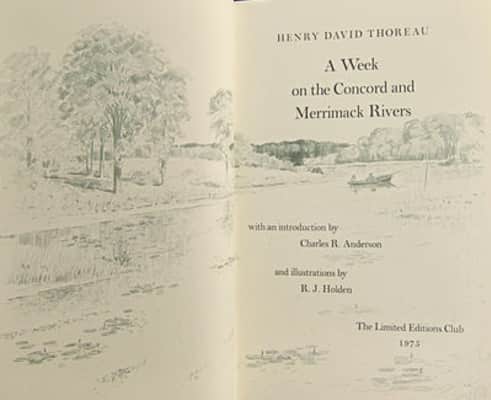 HENRY DAVID THOREAU
A Week
on the Concord and
Merrimack Rivers
with an introduction by
Charles R. Anderson
and illustrations by
R. J. Holden
The Limited Editions Club
1975